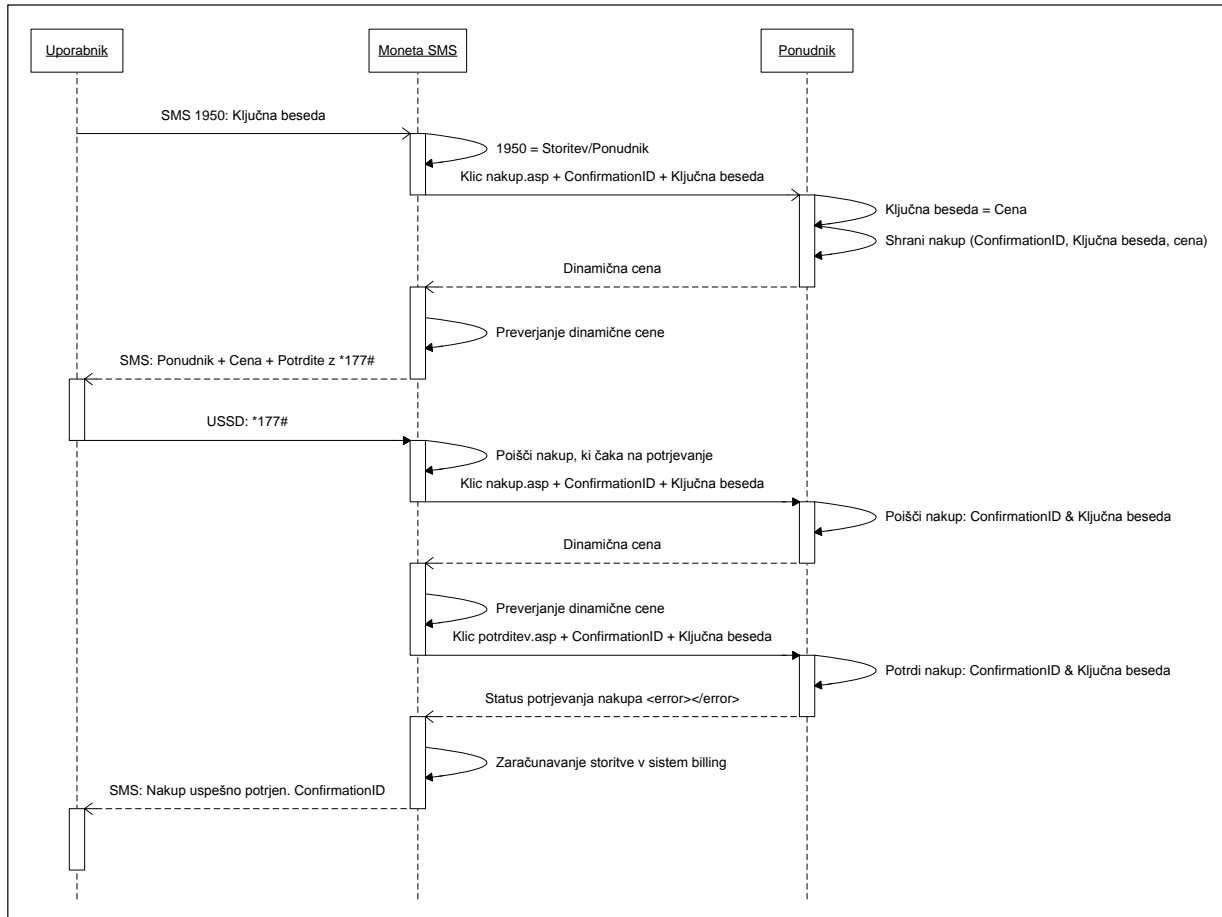 Uporabnik
Moneta SMS
Ponudnik
SMS 1950: Ključna beseda
1950 = Storitev/Ponudnik
Klic nakup.asp + ConfirmationID + Ključna beseda
Ključna beseda = Cena
Shrani nakup (ConfirmationID, Ključna beseda, cena)
Dinamična cena
Preverjanje dinamične cene
SMS: Ponudnik + Cena + Potrdite z *177#
USSD: *177#
Poišči nakup, ki čaka na potrjevanje
Klic nakup.asp + ConfirmationID + Ključna beseda
Poišči nakup: ConfirmationID & Ključna beseda
Dinamična cena
Preverjanje dinamične cene
Klic potrditev.asp + ConfirmationID + Ključna beseda
Potrdi nakup: ConfirmationID & Ključna beseda
Status potrjevanja nakupa <error></error>
Zaračunavanje storitve v sistem billing
SMS: Nakup uspešno potrjen. ConfirmationID